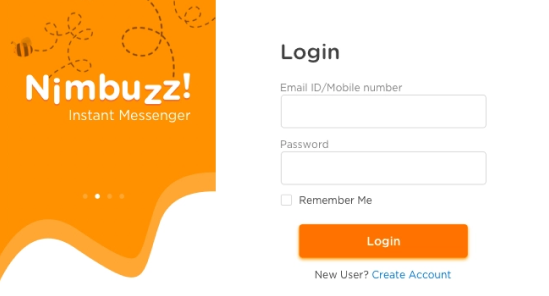 Nimbuzz!
Instant Messenger
Login
Email ID/Mobile number
Password
Remember Me
Login
New User? Create Account